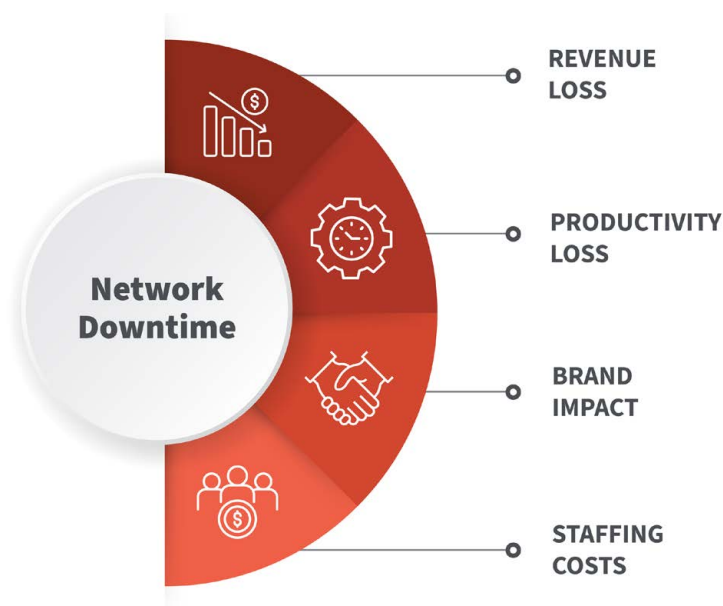 Network
Downtime
$
REVENUE
LOSS
PRODUCTIVITY
LOSS
BRAND
IMPACT
$
STAFFING
COSTS